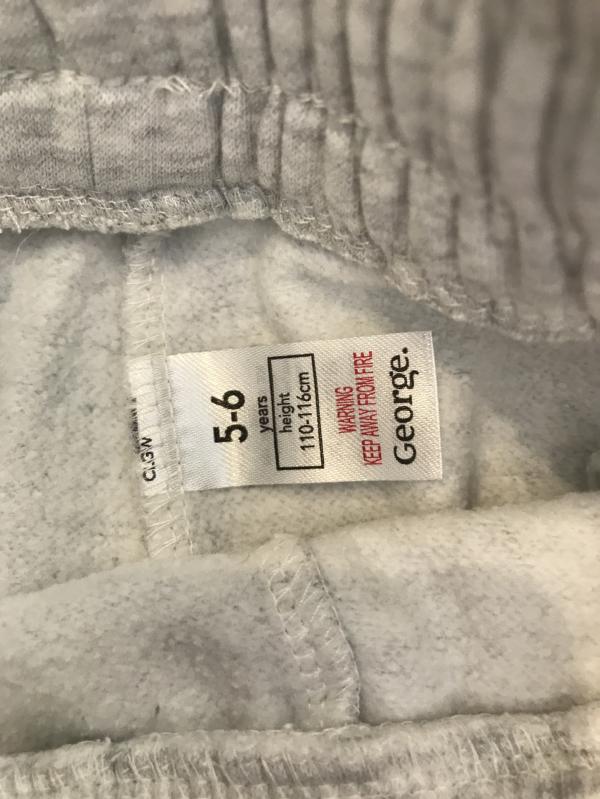 5-6
years
height
110-116cm
WARNING
KEEP AWAY FROM FIRE
George.